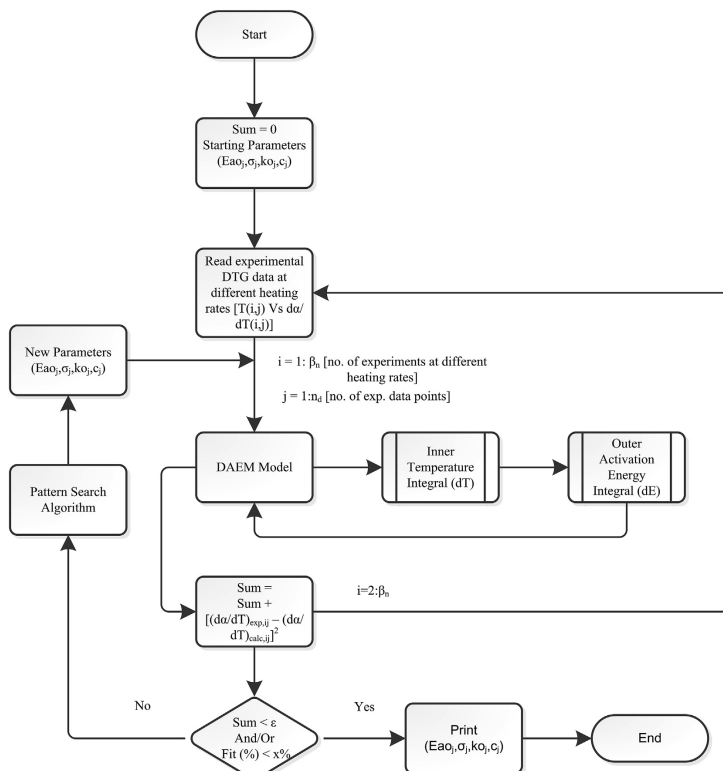 Start
Sum = 0
Starting Parameters
(Eaoⱼ,σⱼ,koⱼ,cⱼ)
Read experimental
DTG data at
different heating
rates [T(i,j) Vs dα/
dT(i,j)]
New Parameters
(Eaoⱼ,σⱼ,koⱼ,cⱼ)
i = 1: βₙ [no. of experiments at different
heating rates]
j = 1:n_d [no. of exp. data points]
DAEM Model
Inner
Temperature
Integral (dT)
Outer
Activation
Energy
Integral (dE)
Pattern Search
Algorithm
Sum =
Sum +
[(dα/dT)exp,ij – (dα/
dT)calc,ij]²
i=2:βₙ
No
Sum < ε
And/Or
Fit (%) < x%
Yes
Print
(Eaoⱼ,σⱼ,koⱼ,cⱼ)
End